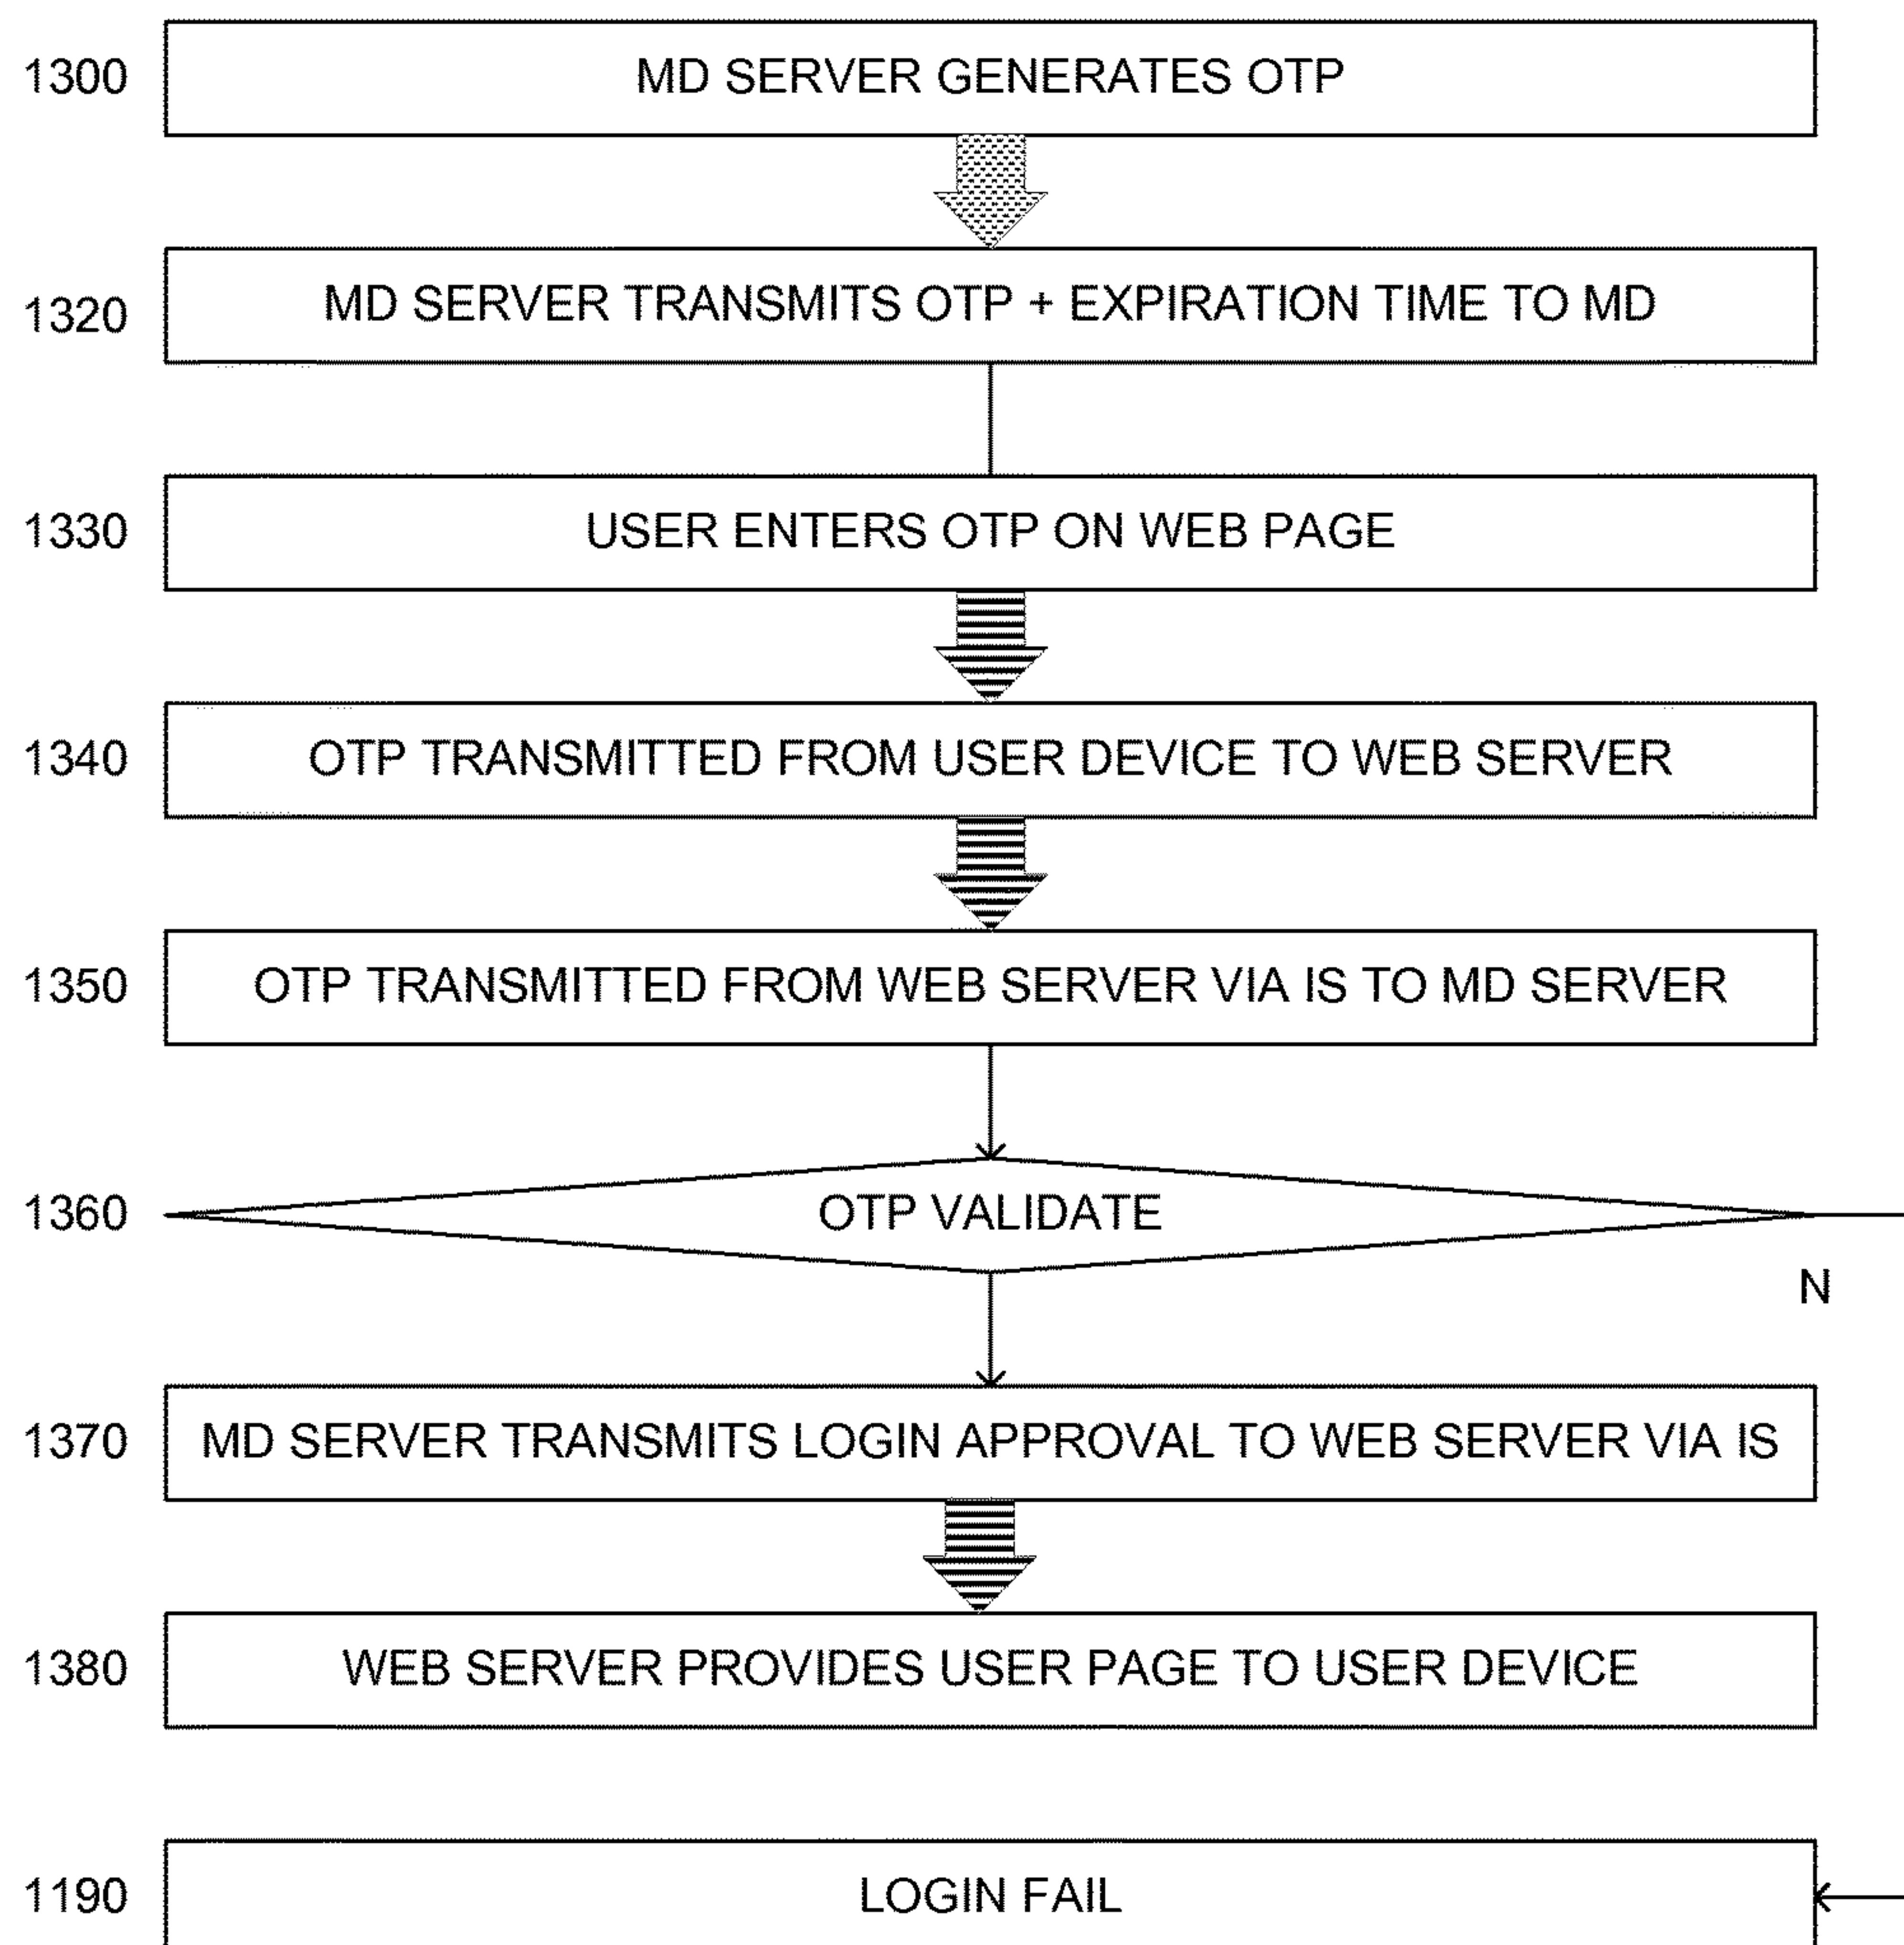 1300 MD SERVER GENERATES OTP
1320 MD SERVER TRANSMITS OTP + EXPIRATION TIME TO MD
1330 USER ENTERS OTP ON WEB PAGE
1340 OTP TRANSMITTED FROM USER DEVICE TO WEB SERVER
1350 OTP TRANSMITTED FROM WEB SERVER VIA IS TO MD SERVER
1360 OTP VALIDATE
N
1370 MD SERVER TRANSMITS LOGIN APPROVAL TO WEB SERVER VIA IS
1380 WEB SERVER PROVIDES USER PAGE TO USER DEVICE
1190 LOGIN FAIL